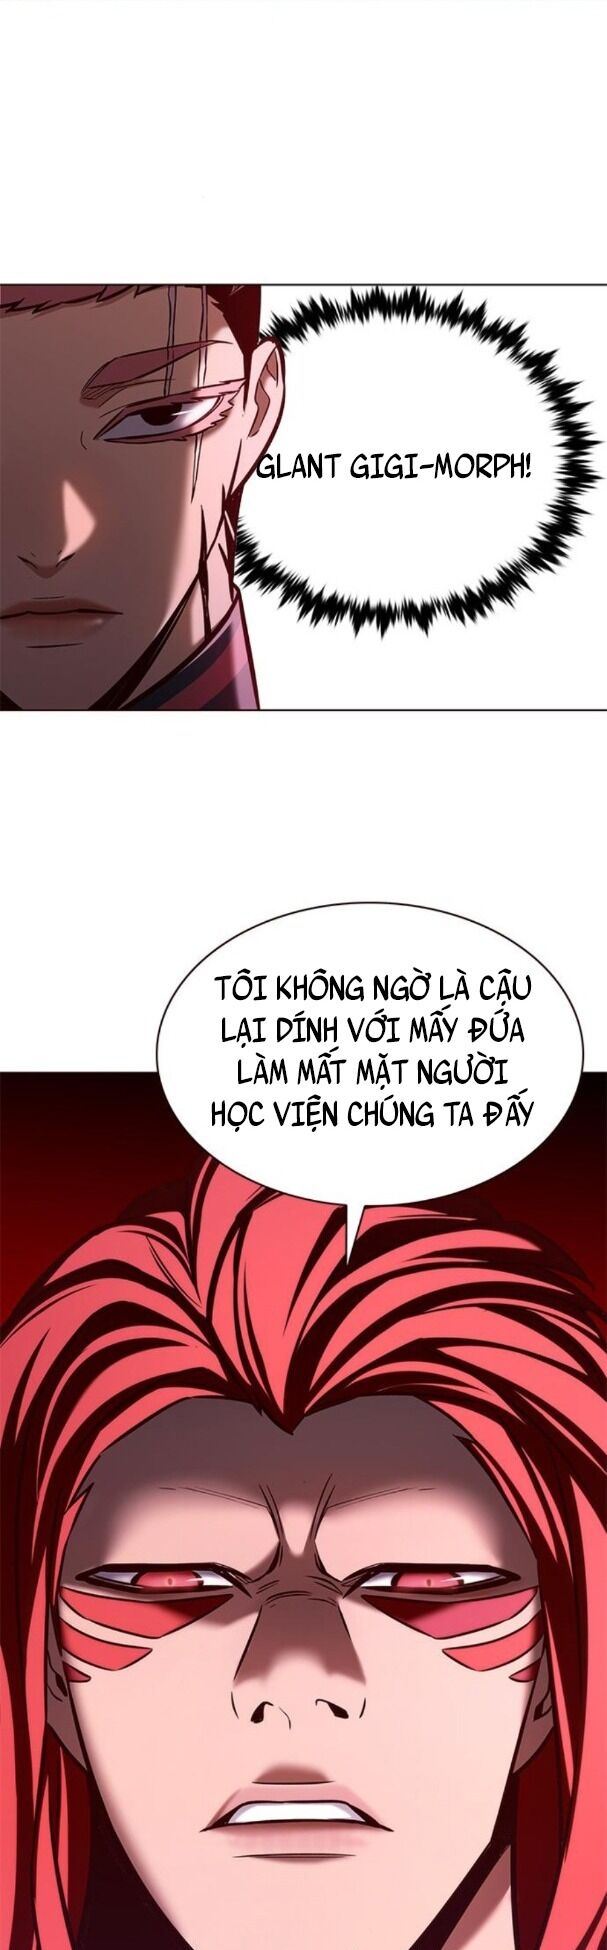 GLANT GIGI-MORPH!
TÔI KHÔNG NGỜ LÀ CẬU
LẠI DÍNH VỚI MẤY ĐỨA
LÀM MẤT MẶT NGƯỜI
HỌC VIỆN CHÚNG TA ĐẤY